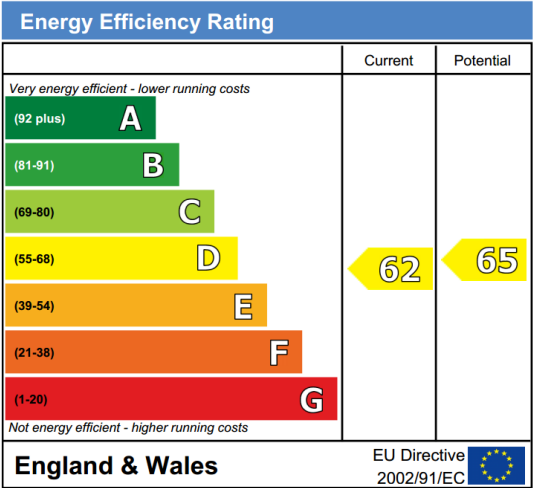 Energy Efficiency Rating
Current Potential
Very energy efficient - lower running costs
(92 plus) A
(81-91) B
(69-80) C
(55-68) D
62 65
(39-54) E
(21-38) F
(1-20) G
Not energy efficient - higher running costs
England & Wales
EU Directive
2002/91/EC